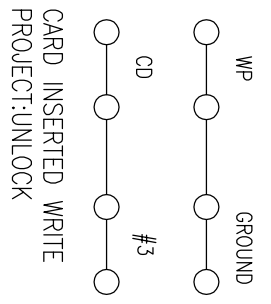 WP
GROUND
CD
#3
CARD INSERTED WRITE
PROJECT:UNLOCK